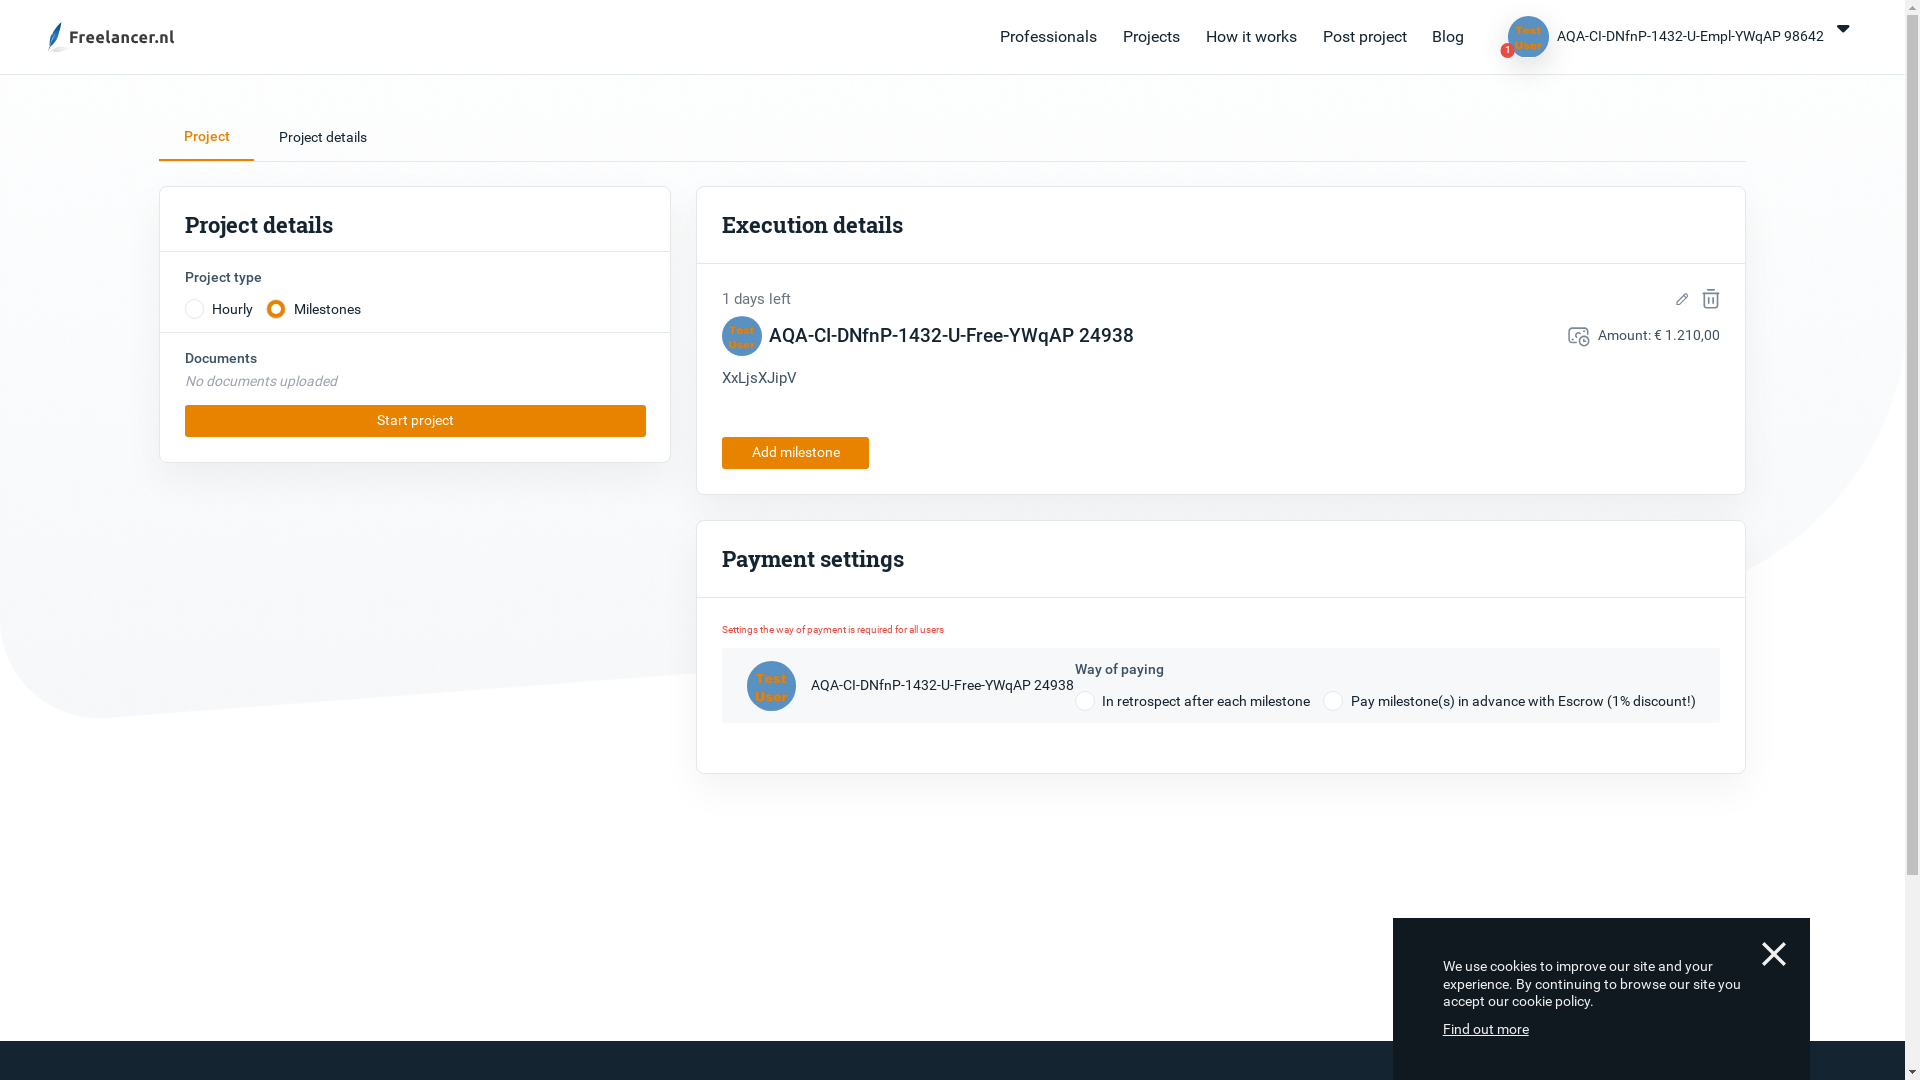 Freelancer.nl
Professionals
Projects
How it works
Post project
Blog
Test
User
1
AQA-CI-DNfnP-1432-U-Empl-YWqAP 98642
Project
Project details
Project details
Project type
Hourly
Milestones
Documents
No documents uploaded
Start project
Execution details
1 days left
Test
User
AQA-CI-DNfnP-1432-U-Free-YWqAP 24938
Amount: € 1.210,00
XxLjsXJipV
Add milestone
Payment settings
Settings the way of payment is required for all users
Test
User
AQA-CI-DNfnP-1432-U-Free-YWqAP 24938
Way of paying
In retrospect after each milestone
Pay milestone(s) in advance with Escrow (1% discount!)
We use cookies to improve our site and your
experience. By continuing to browse our site you
accept our cookie policy.
Find out more